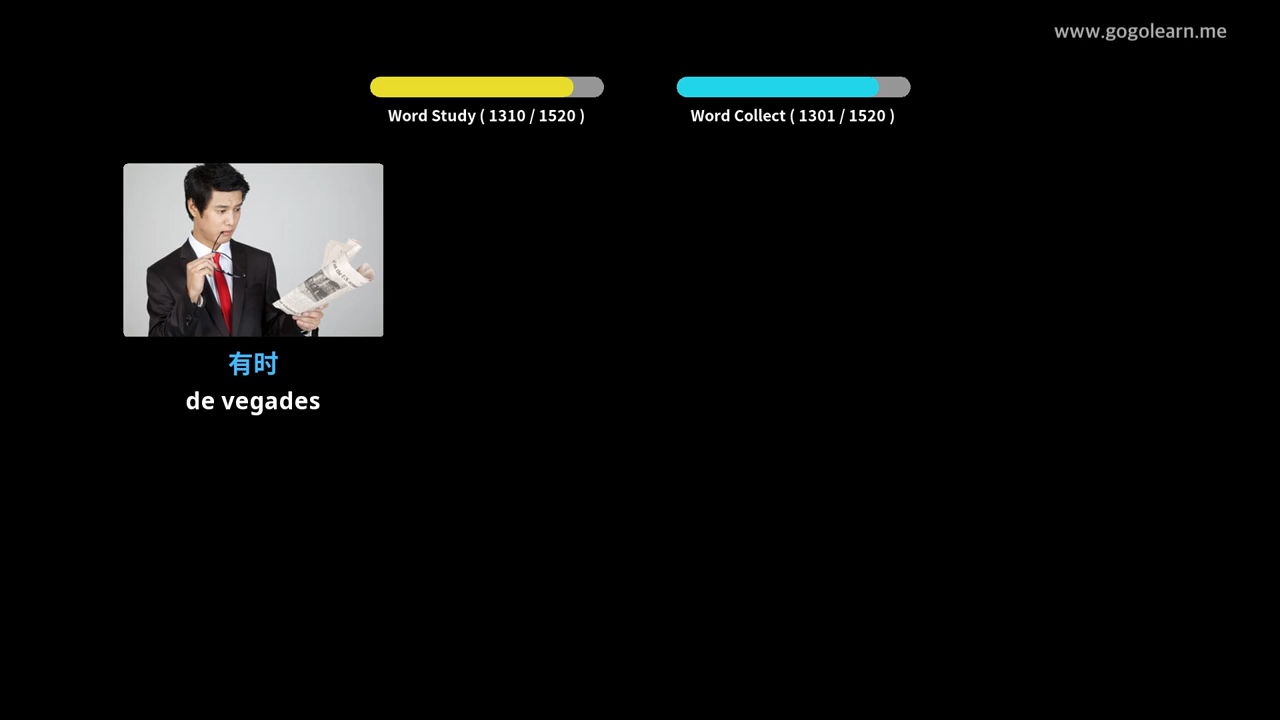 www.gogolearn.me
Word Study ( 1310 / 1520 )
Word Collect ( 1301 / 1520 )
有时
de vegades